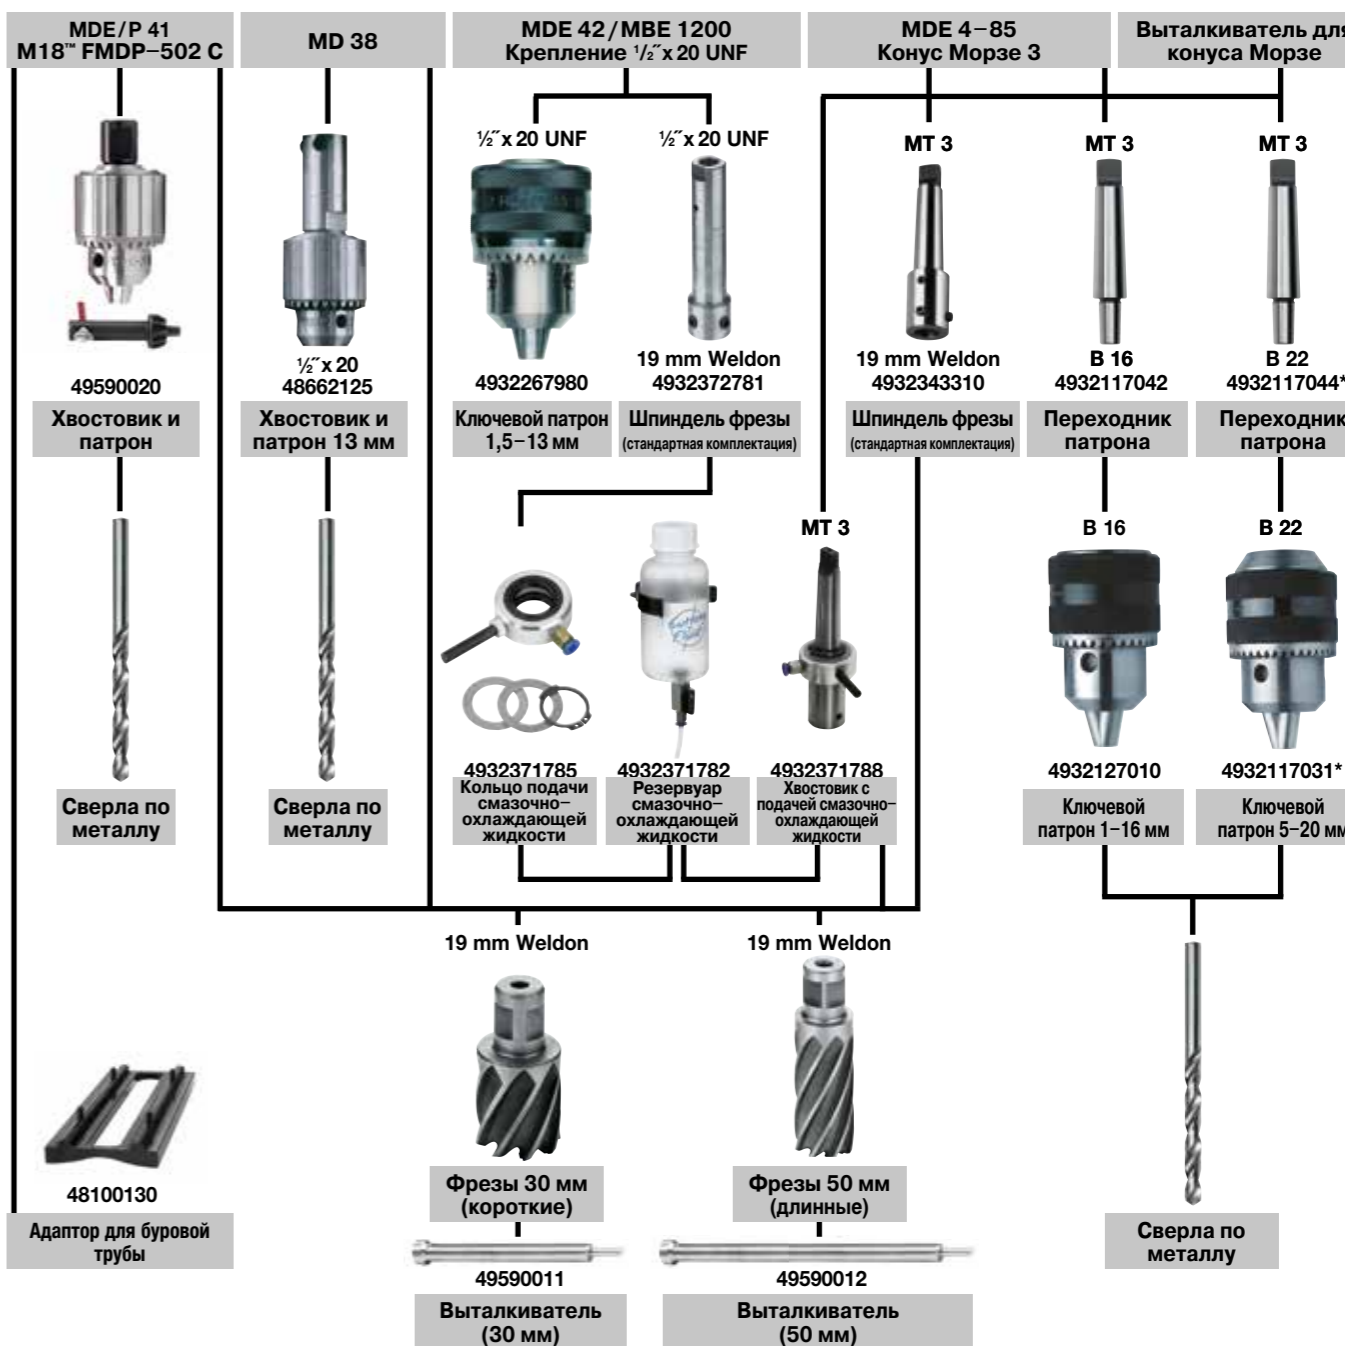 MDE/P 41
M18™ FMDP-502 C
MD 38
MDE 42/MBE 1200
Крепление ½˝x 20 UNF
MDE 4-85
Конус Морзе 3
Выталкиватель для
конуса Морзе
½˝x 20 UNF
½˝x 20 UNF
MT 3
MT 3
MT 3
½˝x 20
19 mm Weldon
19 mm Weldon
B 16
B 22
49590020
48662125
4932267980
4932372781
4932343310
4932117042
4932117044*
Хвостовик и
патрон
Хвостовик и
патрон 13 мм
Ключевой патрон
1,5-13 мм
Шпиндель фрезы
(стандартная комплектация)
Шпиндель фрезы
(стандартная комплектация)
Переходник
патрона
Переходник
патрона
MT 3
B 16
B 22
Cutting
Fluid
4932371785
4932371782
4932371788
4932127010
4932117031*
Сверла по
металлу
Сверла по
металлу
Кольцо подачи
смазочно-
охлаждающей
жидкости
Резервуар
смазочно-
охлаждающей
жидкости
Хвостовик с
подачей смазочно-
охлаждающей
жидкости
Ключевой
патрон 1-16 мм
Ключевой
патрон 5-20 мм
19 mm Weldon
19 mm Weldon
48100130
Адаптор для буровой
трубы
Фрезы 30 мм
(короткие)
Фрезы 50 мм
(длинные)
Сверла по
металлу
49590011
49590012
Выталкиватель
(30 мм)
Выталкиватель
(50 мм)